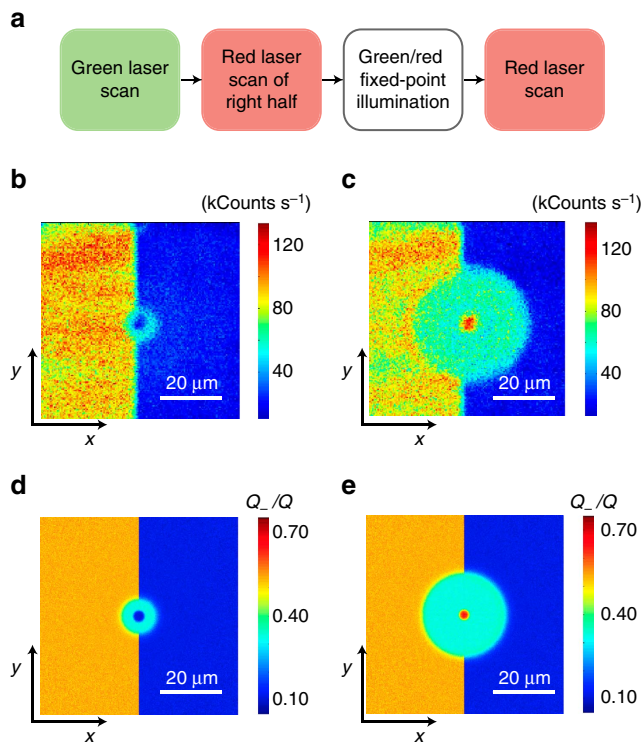 a
Green laser
scan
Red laser
scan of
right half
Green/red
fixed-point
illumination
Red laser
scan
b
(kCounts s⁻¹)
120
80
40
20 μm
y
x
c
(kCounts s⁻¹)
120
80
40
20 μm
y
x
d
Q₋/Q
0.70
0.40
0.10
20 μm
y
x
e
Q₋/Q
0.70
0.40
0.10
20 μm
y
x